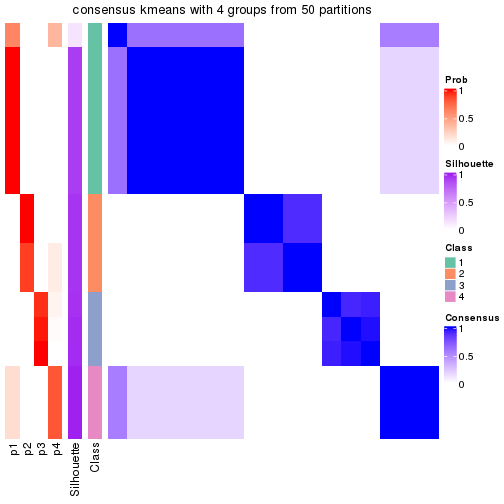 consensus kmeans with 4 groups from 50 partitions
Prob
1
0.5
0
Silhouette
1
0.5
0
Class
1
2
3
4
Consensus
1
0.5
0
p1
p2
p3
p4
Silhouette
Class